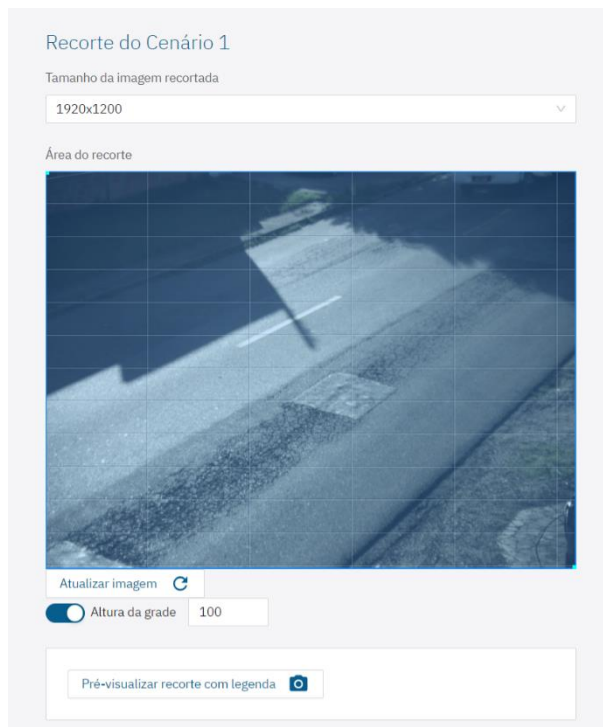 Recorte do Cenário 1
Tamanho da imagem recortada
1920x1200
Área do recorte
Atualizar imagem
Altura da grade 100
Pré-visualizar recorte com legenda